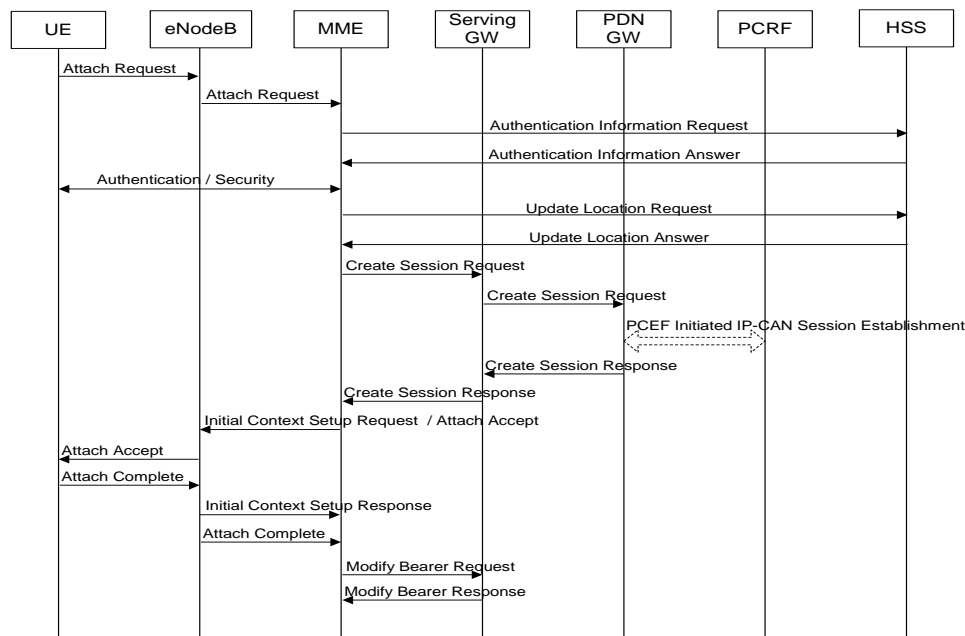 UE
eNodeB
MME
Serving
GW
PDN
GW
PCRF
HSS
Attach Request
Attach Request
Authentication Information Request
Authentication Information Answer
Authentication / Security
Update Location Request
Update Location Answer
Create Session Request
Create Session Request
PCEF Initiated IP-CAN Session Establishment
Create Session Response
Create Session Response
Initial Context Setup Request / Attach Accept
Attach Accept
Attach Complete
Initial Context Setup Response
Attach Complete
Modify Bearer Request
Modify Bearer Response